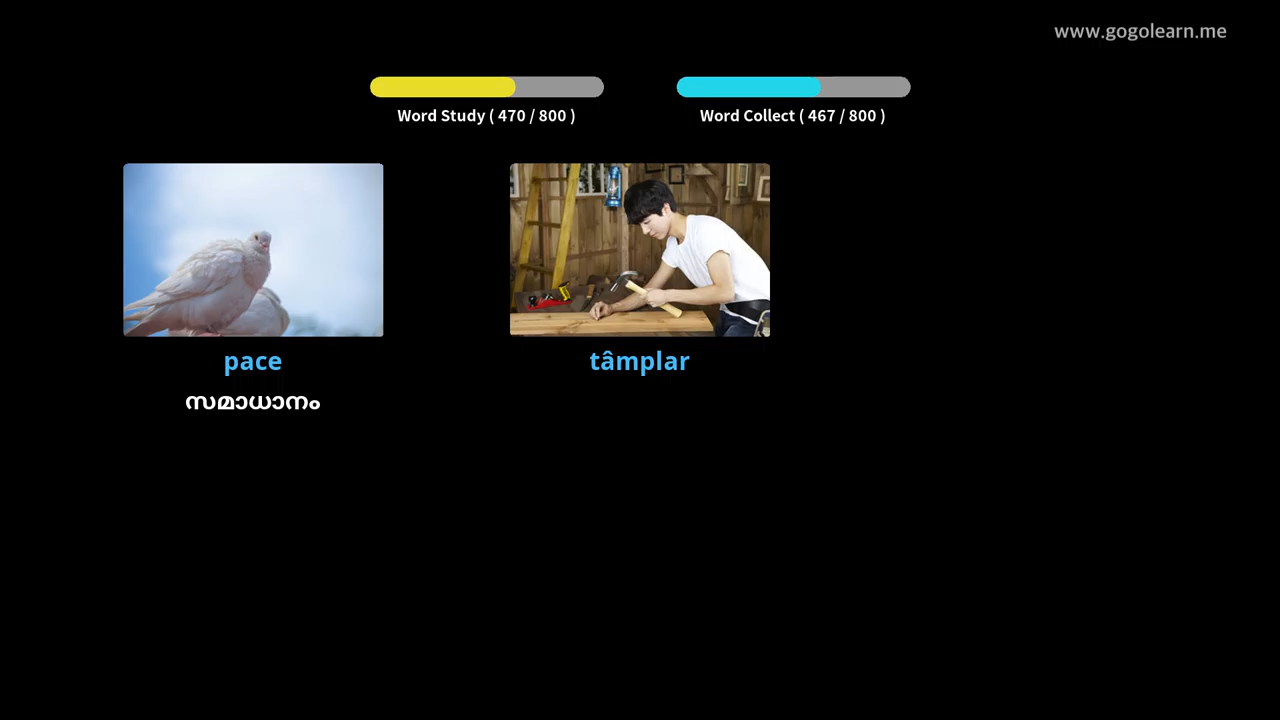 www.gogolearn.me
Word Study ( 470 / 800 )
Word Collect ( 467 / 800 )
pace
tâmplar
സമാധാനം